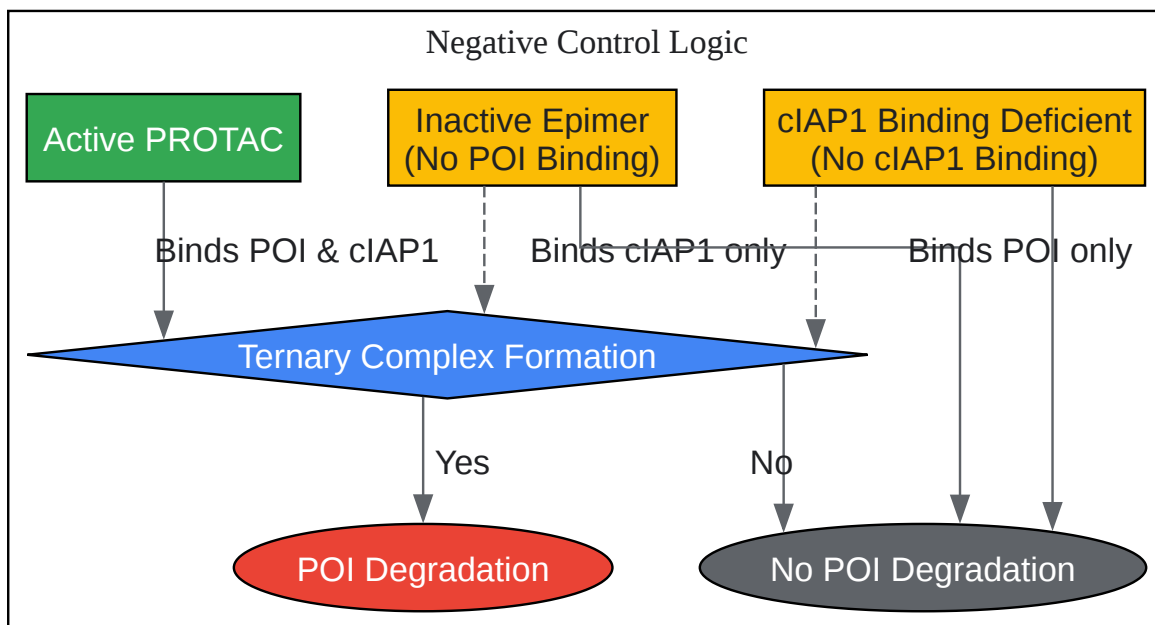 Negative Control Logic
Active PROTAC
Inactive Epimer
(No POI Binding)
cIAP1 Binding Deficient
(No cIAP1 Binding)
Binds POI & cIAP1
Binds cIAP1 only
Binds POI only
Ternary Complex Formation
Yes
No
POI Degradation
No POI Degradation